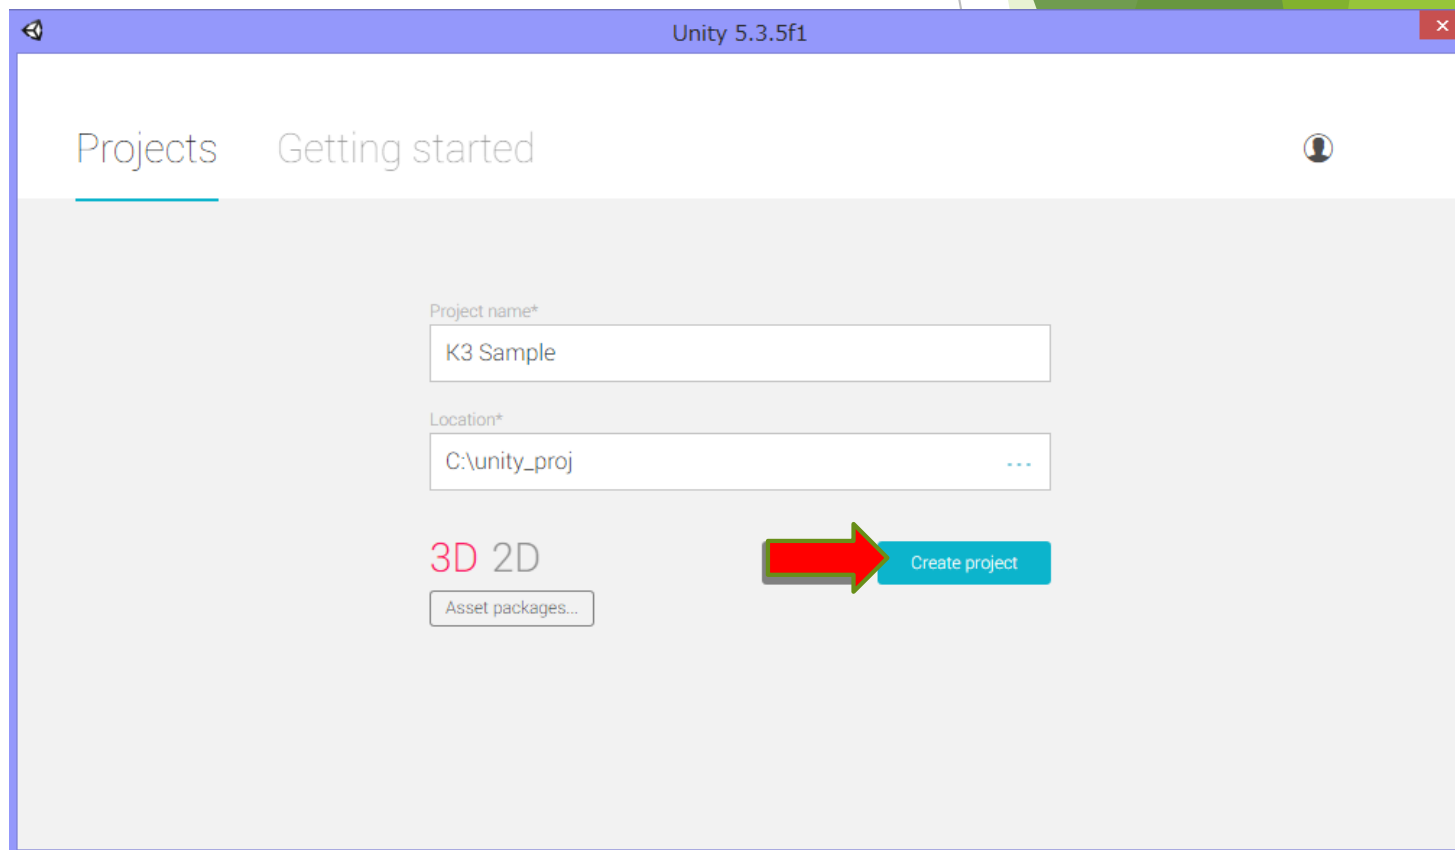 Unity 5.3.5f1
Projects Getting started
Project name*
K3 Sample
Location*
C:\unity_proj
...
3D 2D
Create project
Asset packages...